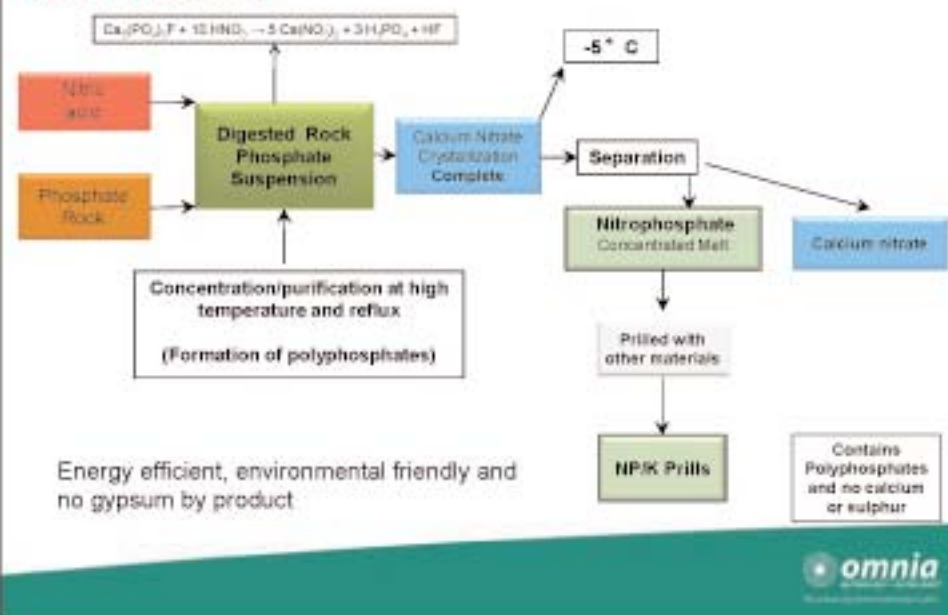 Ca₅(PO₄)₃F + 10 HNO₃ → 5 Ca(NO₃)₂ + 3 H₃PO₄ + HF
-5° C
Nitric
acid
Digested Rock
Phosphate
Suspension
Calcium Nitrate
Crystallization
Complete
Separation
Phosphate
Rock
Nitrophosphate
Concentrated Melt
Calcium nitrate
Concentration/purification at high
temperature and reflux
(Formation of polyphosphates)
Prilled with
other materials
NP/K Prills
Contains
Polyphosphates
and no calcium
or sulphur
Energy efficient, environmental friendly and
no gypsum by product
omnia